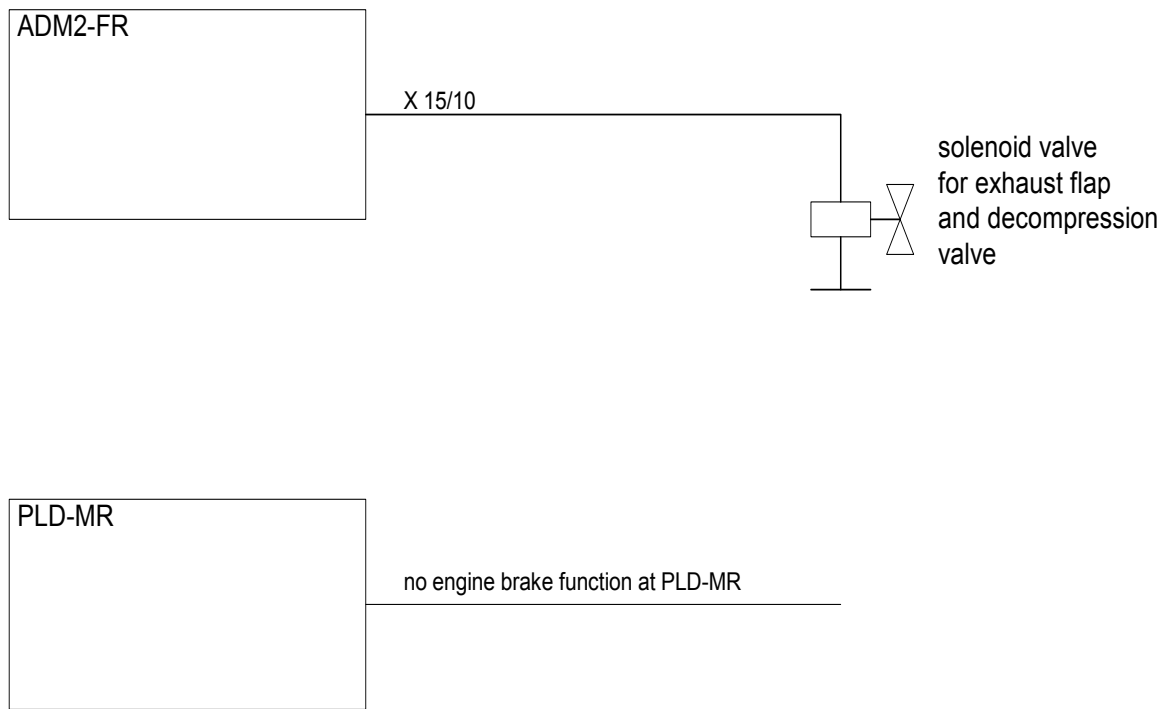 ADM2-FR
X 15/10
solenoid valve
for exhaust flap
and decompression
valve
PLD-MR
no engine brake function at PLD-MR